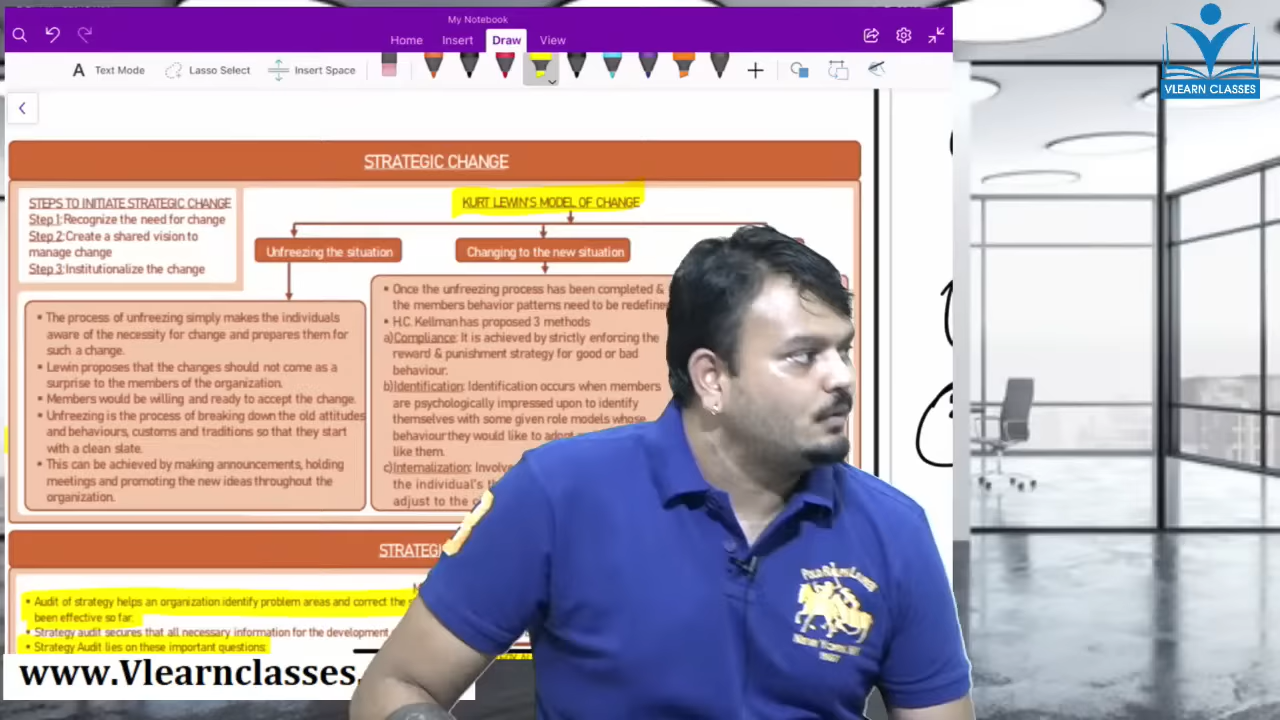 My Notebook
Home Insert Draw View
A Text Mode Lasso Select Insert Space
VLEARN CLASSES
STRATEGIC CHANGE
STEPS TO INITIATE STRATEGIC CHANGE
Step 1:Recognize the need for change
Step 2:Create a shared vision to
manage change
Step 3:Institutionalize the change
KURT LEWIN'S MODEL OF CHANGE
Unfreezing the situation
Changing to the new situation
• The process of unfreezing simply makes the individuals
aware of the necessity for change and prepares them for
such a change.
• Lewin proposes that the changes should not come as a
surprise to the members of the organization.
• Members would be willing and ready to accept the change.
• Unfreezing is the process of breaking down the old attitudes
and behaviours, customs and traditions so that they start
with a clean slate.
• This can be achieved by making announcements, holding
meetings and promoting the new ideas throughout the
organization.
• Once the unfreezing process has been completed &
the members behavior patterns need to be redefine
• H.C. Kellman has proposed 3 methods
a)Compliance: It is achieved by strictly enforcing the
reward & punishment strategy for good or bad
behaviour.
b)Identification: Identification occurs when members
are psychologically impressed upon to identify
themselves with some given role models whose
behaviour they would like to adopt
like them.
c)Internalization: Involve
the individual's
adjust to the
STRATEG
• Audit of strategy helps an organization identify problem areas and correct the
been effective so far.
• Strategy audit secures that all necessary information for the development
• Strategy Audit lies on these important questions:
www.Vlearnclasses.